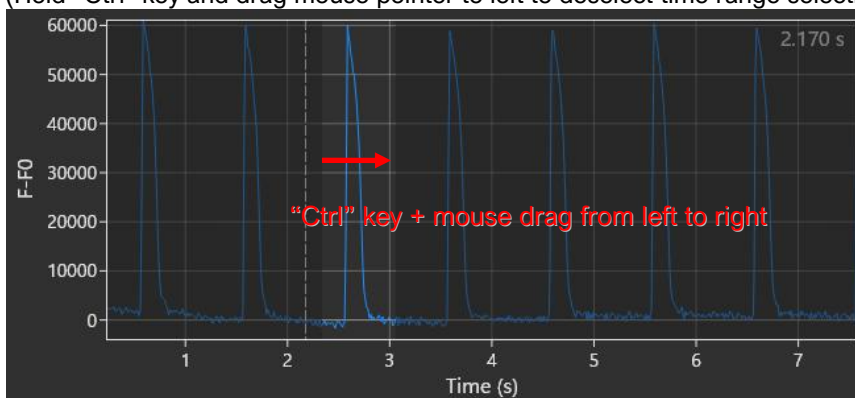 (Hold "Ctrl" key and drag mouse pointer to left to deselect time range select
2.170 s
60000
50000
40000
30000
20000
10000
0
F-F0
"Ctrl" key + mouse drag from left to right
1 2 3 4 5 6 7
Time (s)